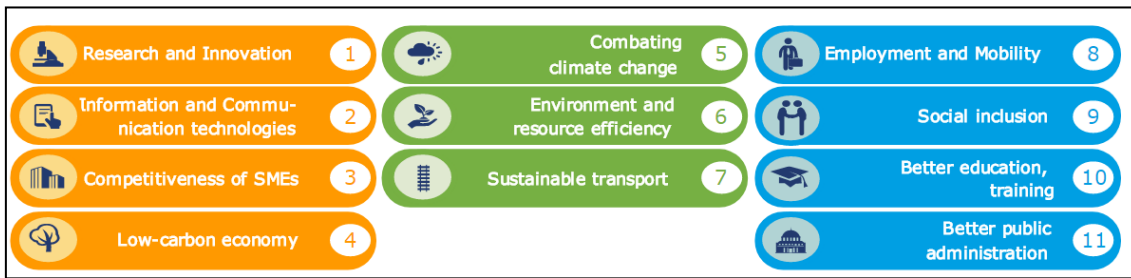 Research and Innovation 1
Information and Commu-
nication technologies 2
Competitiveness of SMEs 3
Low-carbon economy 4
Combating
climate change 5
Environment and
resource efficiency 6
Sustainable transport 7
Employment and Mobility 8
Social inclusion 9
Better education,
training 10
Better public
administration 11